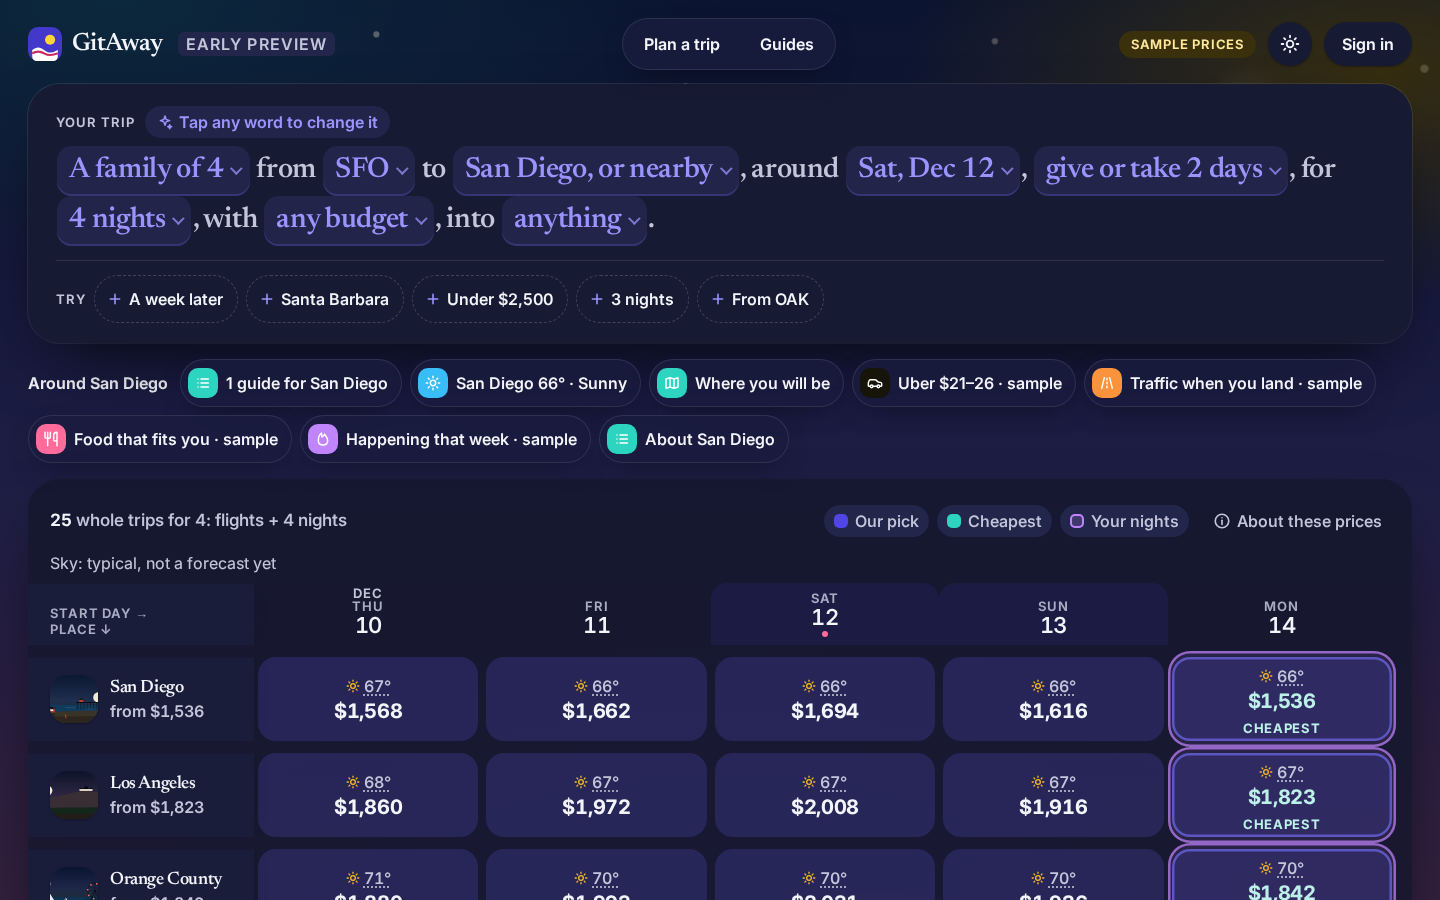 GitAway EARLY PREVIEW
Plan a trip Guides
SAMPLE PRICES
Sign in
YOUR TRIP Tap any word to change it
A family of 4 from SFO to San Diego, or nearby, around Sat, Dec 12, give or take 2 days, for
4 nights, with any budget, into anything.
TRY + A week later + Santa Barbara + Under $2,500 + 3 nights + From OAK
Around San Diego 1 guide for San Diego San Diego 66° · Sunny Where you will be Uber $21–26 · sample Traffic when you land · sample
Food that fits you · sample Happening that week · sample About San Diego
25 whole trips for 4: flights + 4 nights
Our pick Cheapest Your nights About these prices
Sky: typical, not a forecast yet
START DAY →
PLACE ↓
DEC
THU
10
FRI
11
SAT
12
SUN
13
MON
14
San Diego
from $1,536
67°
$1,568
66°
$1,662
66°
$1,694
66°
$1,616
66°
$1,536
CHEAPEST
Los Angeles
from $1,823
68°
$1,860
67°
$1,972
67°
$2,008
67°
$1,916
67°
$1,823
CHEAPEST
Orange County
71°
70°
70°
70°
70°
$1,842